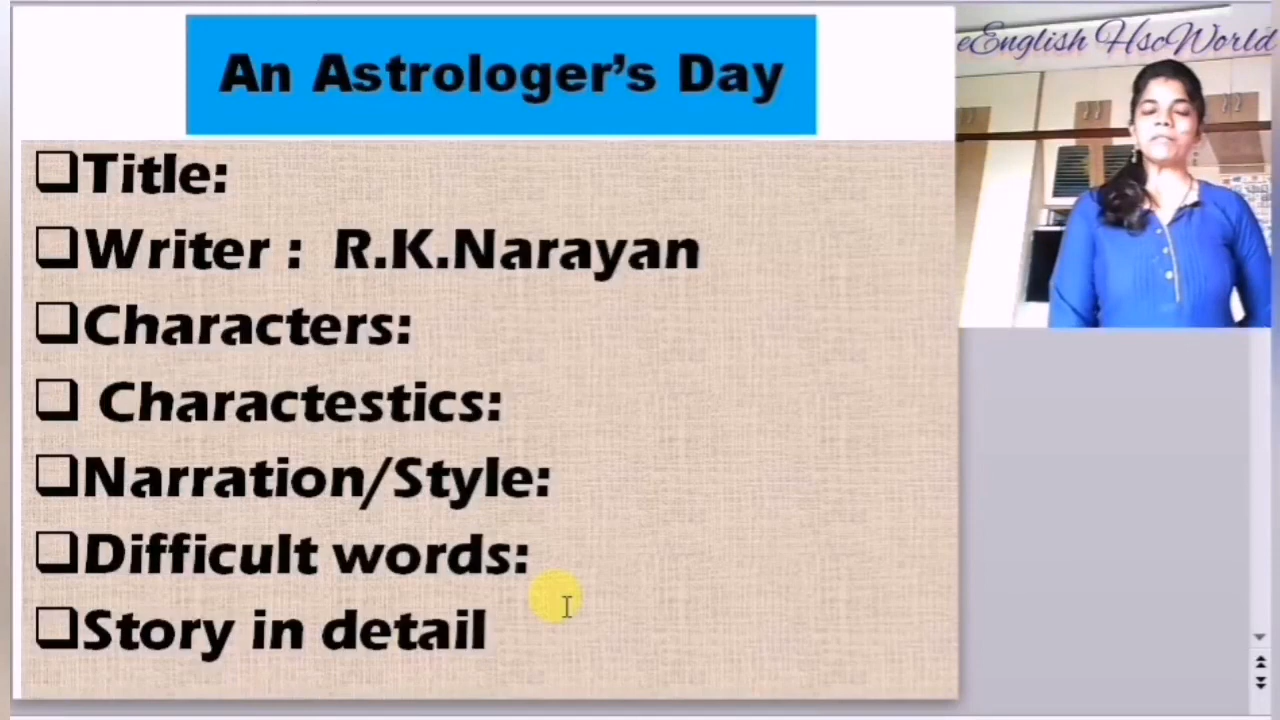 An Astrologer's Day
eEnglish HscWorld
Title:
Writer : R.K.Narayan
Characters:
Charactestics:
Narration/Style:
Difficult words:
Story in detail